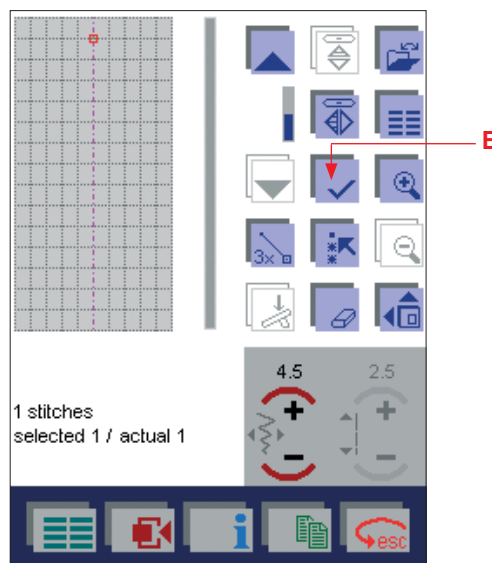 E
3x
4.5 2.5
+ +
− −
1 stitches
selected 1 / actual 1
i
esc